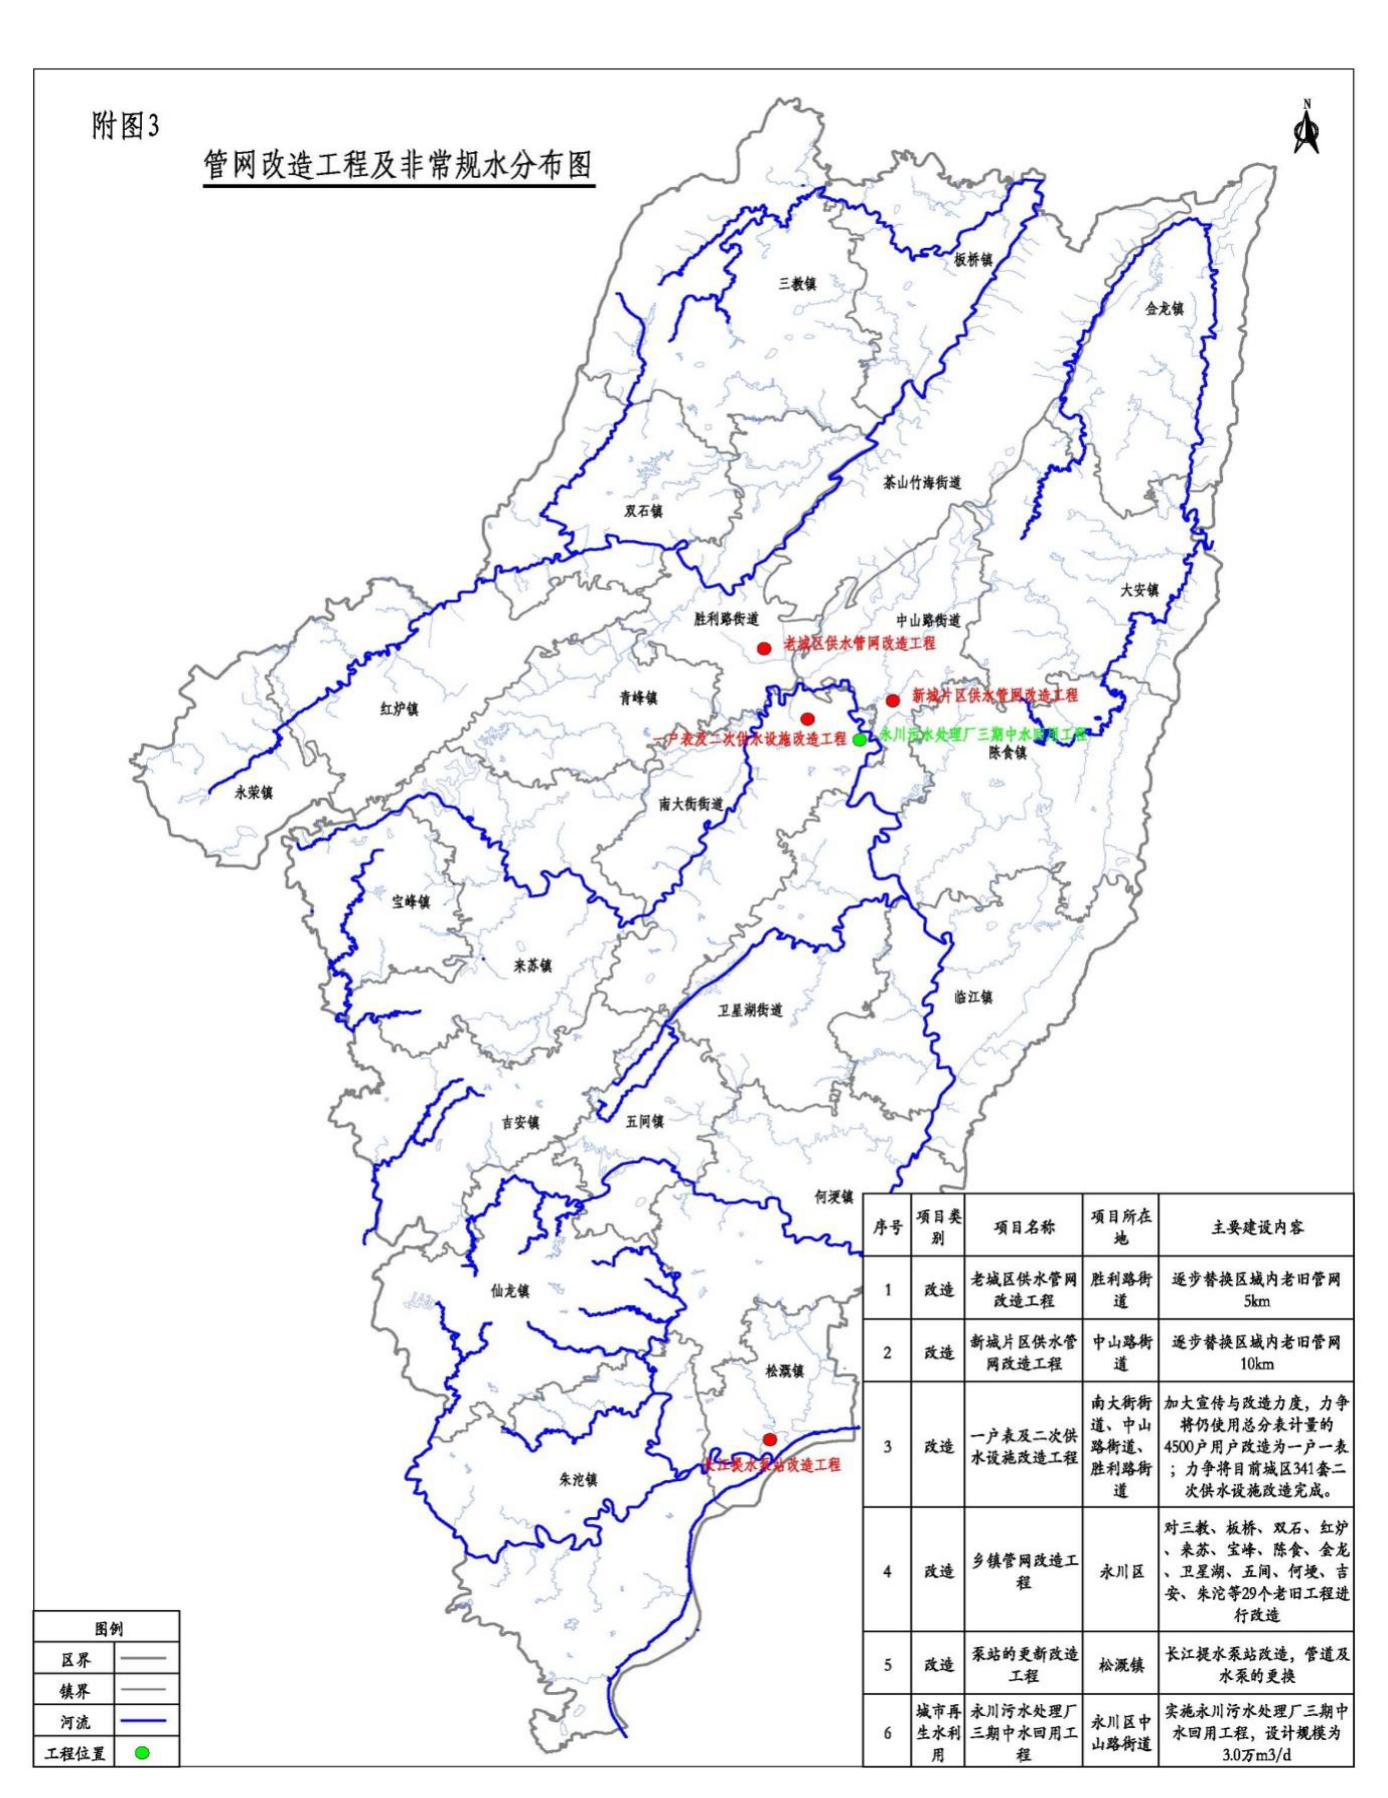 附图3
管网改造工程及非常规水分布图
N
三教镇
板桥镇
金龙镇
双石镇
茶山竹海街道
大安镇
胜利路街道
中山路街道
老城区供水管网改造工程
青峰镇
新城片区供水管网改造工程
红炉镇
一户表及二次供水设施改造工程
永川污水处理厂三期中水回用工程
陈食镇
永荣镇
南大街街道
宝峰镇
来苏镇
卫星湖街道
临江镇
吉安镇
五间镇
何埂镇
仙龙镇
松溉镇
长江提水泵站改造工程
朱沱镇
图例
区界
镇界
河流
工程位置
序号
项目类
别
项目名称
项目所在
地
主要建设内容
1
改造
老城区供水管网
改造工程
胜利路街
道
逐步替换区域内老旧管网
5km
2
改造
新城片区供水管
网改造工程
中山路街
道
逐步替换区域内老旧管网
10km
3
改造
一户表及二次供
水设施改造工程
南大街街
道、中山
路街道、
胜利路街
道
加大宣传与改造力度，力争
将仍使用总分表计量的
4500户用户改造为一户一表
；力争将目前城区341套二
次供水设施改造完成。
4
改造
乡镇管网改造工
程
永川区
对三教、板桥、双石、红炉
、来苏、宝峰、陈食、金龙
、卫星湖、五间、何埂、吉
安、朱沱等29个老旧工程进
行改造
5
改造
泵站的更新改造
工程
松溉镇
长江提水泵站改造，管道及
水泵的更换
6
城市再
生水利
用
永川污水处理厂
三期中水回用工
程
永川区中
山路街道
实施永川污水处理厂三期中
水回用工程，设计规模为
3.0万m3/d